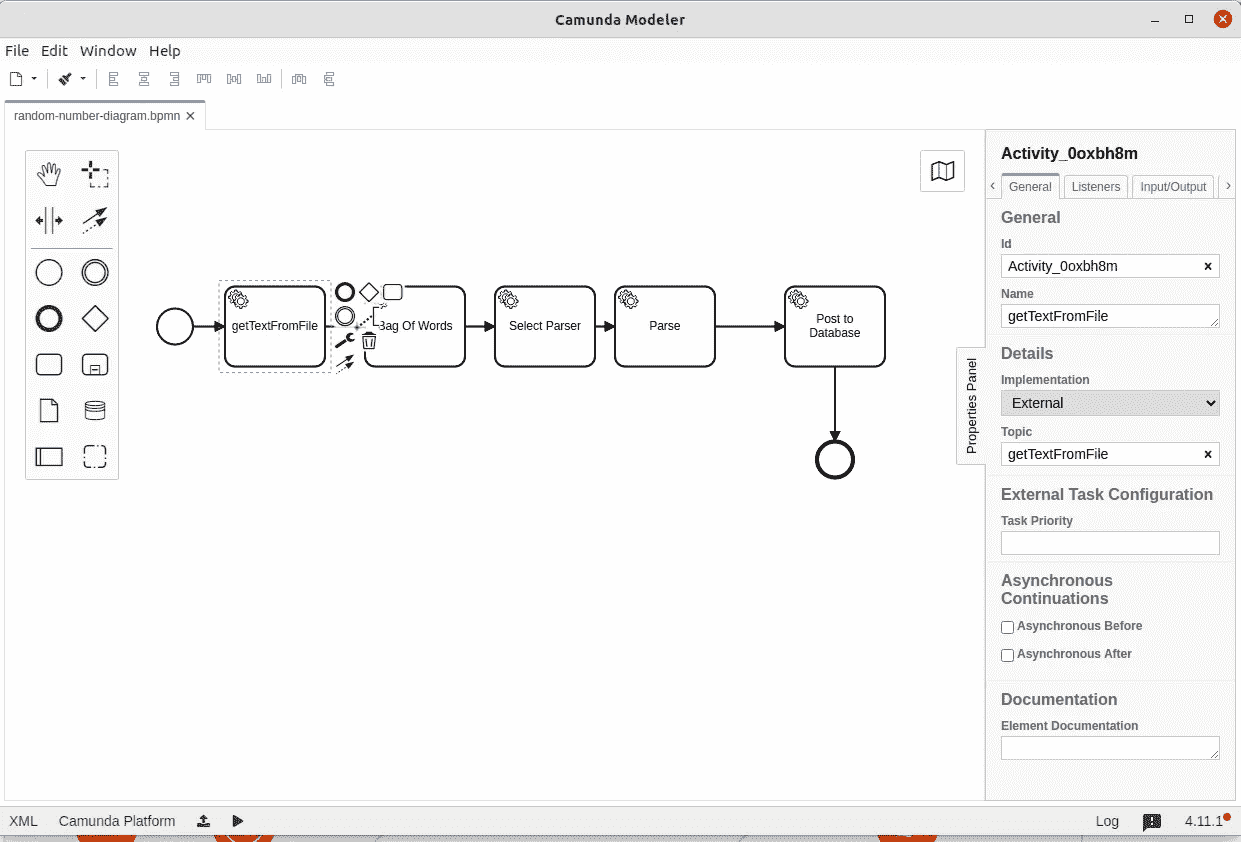 Camunda Modeler
File Edit Window Help
random-number-diagram.bpmn
getTextFromFile
Bag Of Words
Select Parser
Parse
Post to
Database
Properties Panel
Activity_0oxbh8m
General Listeners Input/Output
General
Id
Activity_0oxbh8m
Name
getTextFromFile
Details
Implementation
External
Topic
getTextFromFile
External Task Configuration
Task Priority
Asynchronous
Continuations
Asynchronous Before
Asynchronous After
Documentation
Element Documentation
XML Camunda Platform Log 4.11.1